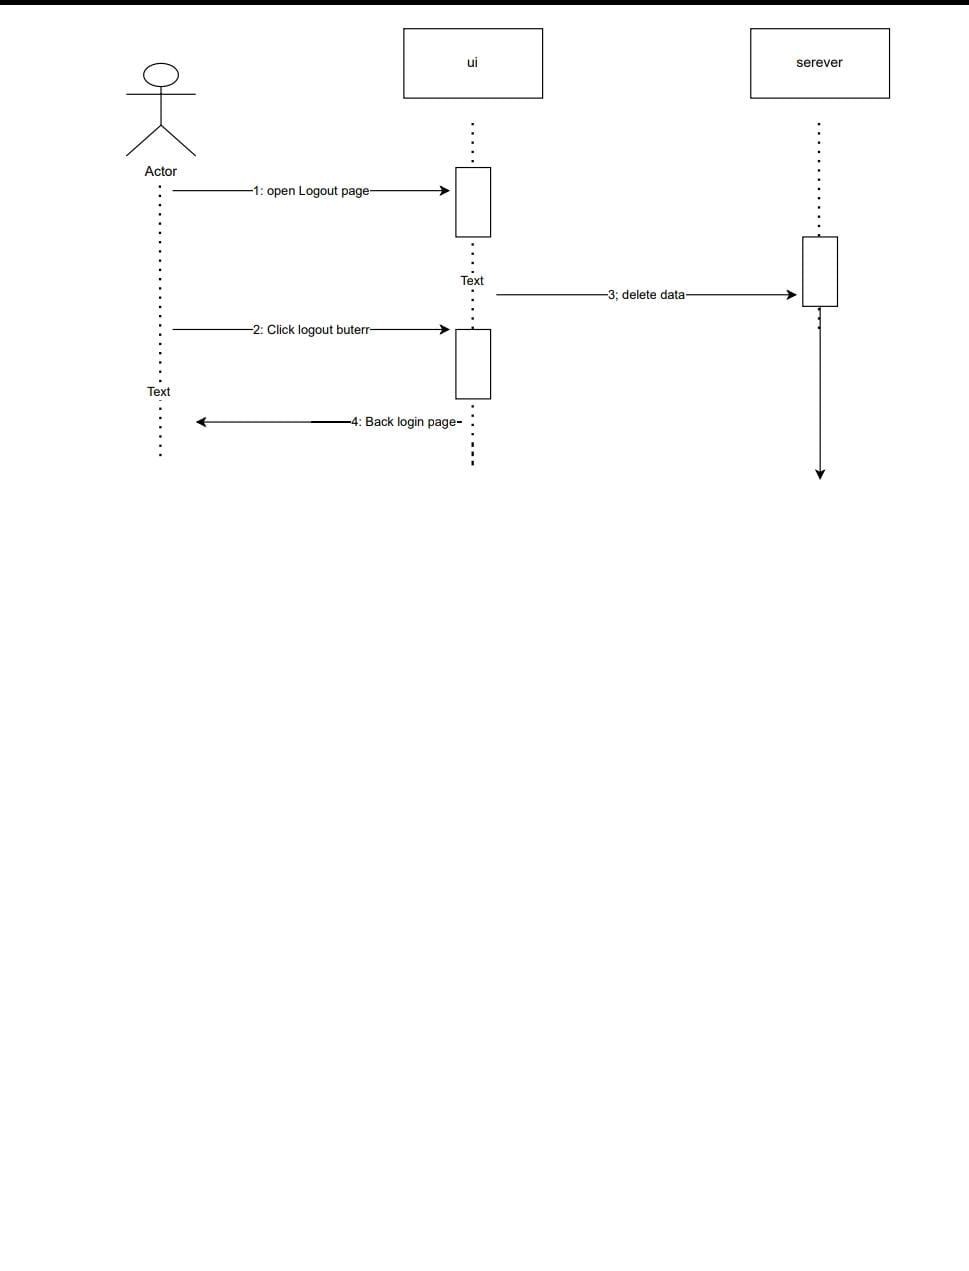 ui
serever
Actor
1: open Logout page
Text
3; delete data
2: Click logout buterr
Text
4: Back login page